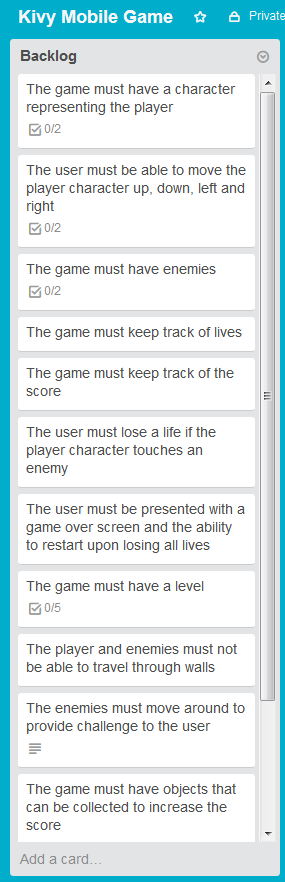 Kivy Mobile Game Private
Backlog
The game must have a character
representing the player
0/2
The user must be able to move the
player character up, down, left and
right
0/2
The game must have enemies
0/2
The game must keep track of lives
The game must keep track of the
score
The user must lose a life if the
player character touches an
enemy
The user must be presented with a
game over screen and the ability
to restart upon losing all lives
The game must have a level
0/5
The player and enemies must not
be able to travel through walls
The enemies must move around to
provide challenge to the user
The game must have objects that
can be collected to increase the
score
Add a card...